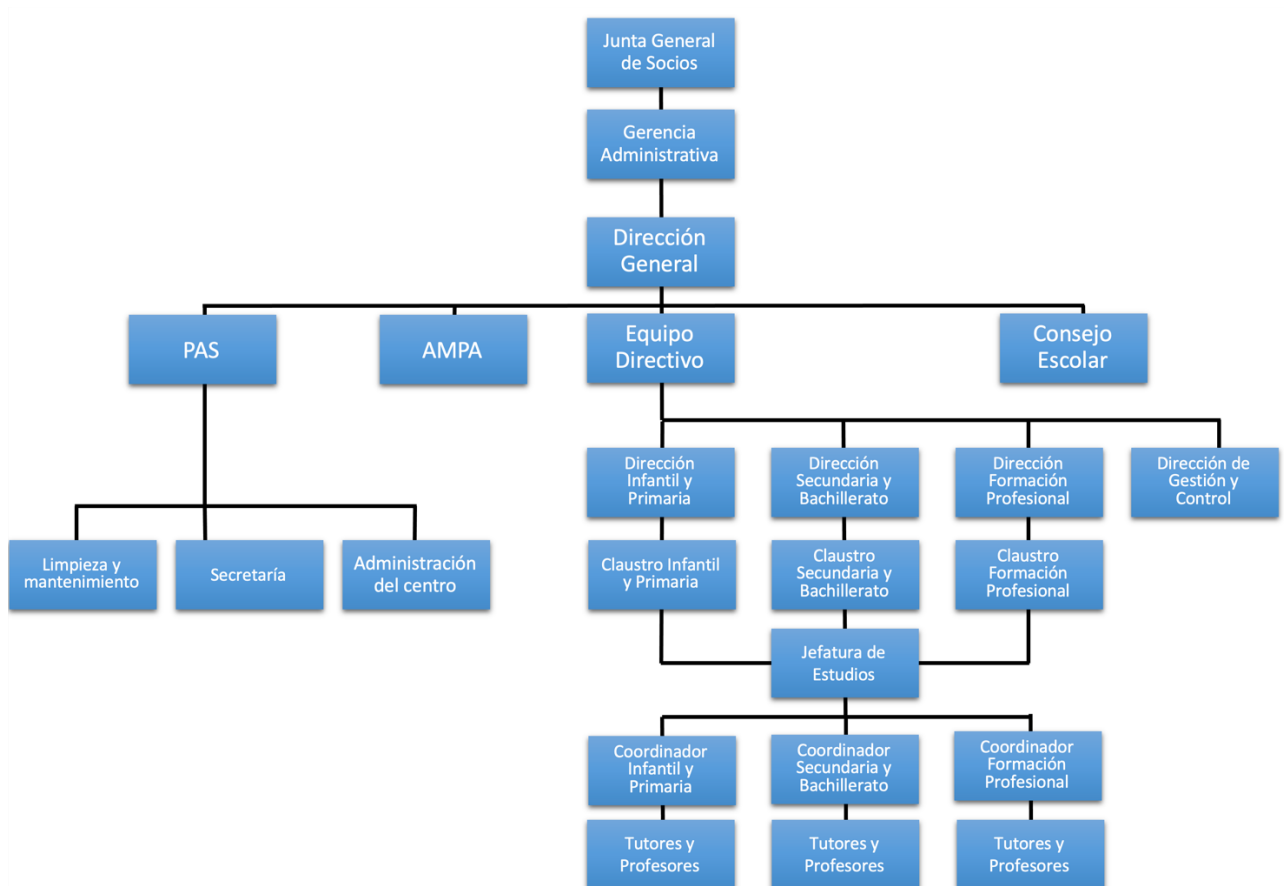 Junta General
de Socios
Gerencia
Administrativa
Dirección
General
PAS
AMPA
Equipo
Directivo
Consejo
Escolar
Dirección
Infantil y
Primaria
Dirección
Secundaria y
Bachillerato
Dirección
Formación
Profesional
Dirección de
Gestión y
Control
Limpieza y
mantenimiento
Secretaría
Administración
del centro
Claustro Infantil
y Primaria
Claustro
Secundaria y
Bachillerato
Claustro
Formación
Profesional
Jefatura de
Estudios
Coordinador
Infantil y
Primaria
Coordinador
Secundaria y
Bachillerato
Coordinador
Formación
Profesional
Tutores y
Profesores
Tutores y
Profesores
Tutores y
Profesores